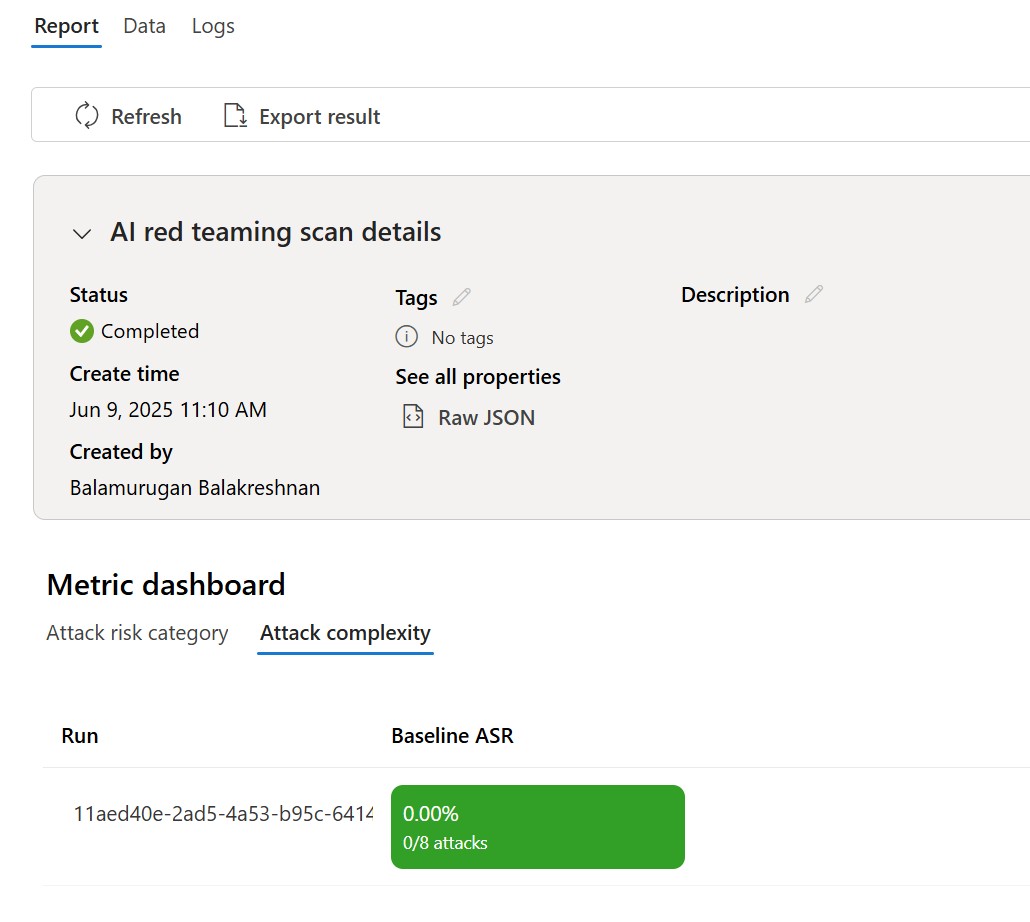 Report Data Logs
Refresh Export result
AI red teaming scan details
Status
Completed
Create time
Jun 9, 2025 11:10 AM
Created by
Balamurugan Balakreshnan
Tags
No tags
See all properties
Raw JSON
Description
Metric dashboard
Attack risk category Attack complexity
Run Baseline ASR
11aed40e-2ad5-4a53-b95c-6414
0.00%
0/8 attacks